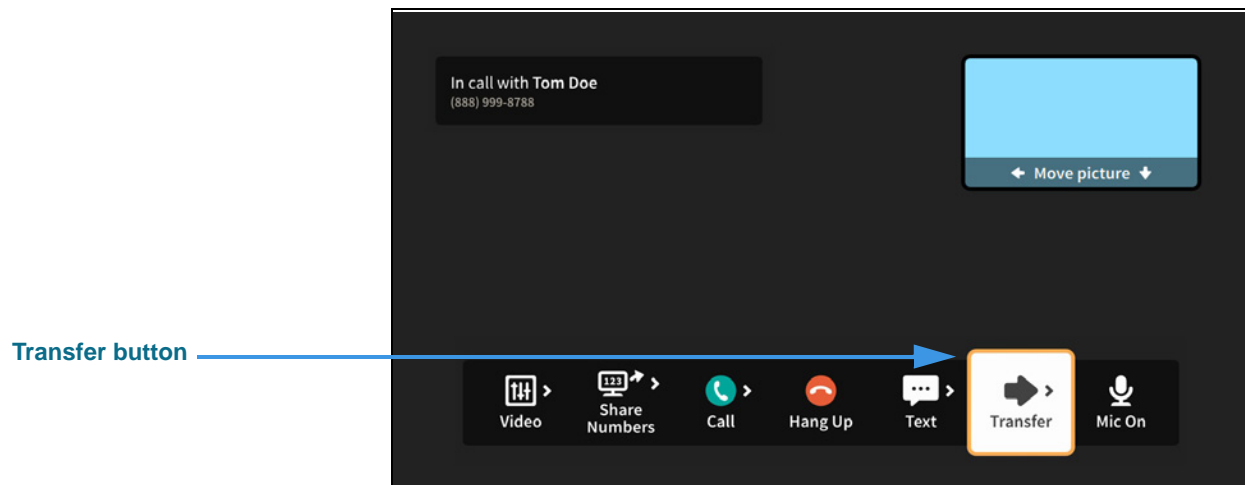 In call with Tom Doe
(888) 999-8788
Move picture
Transfer button
Video
123
Share
Numbers
Call
Hang Up
Text
Transfer
Mic On